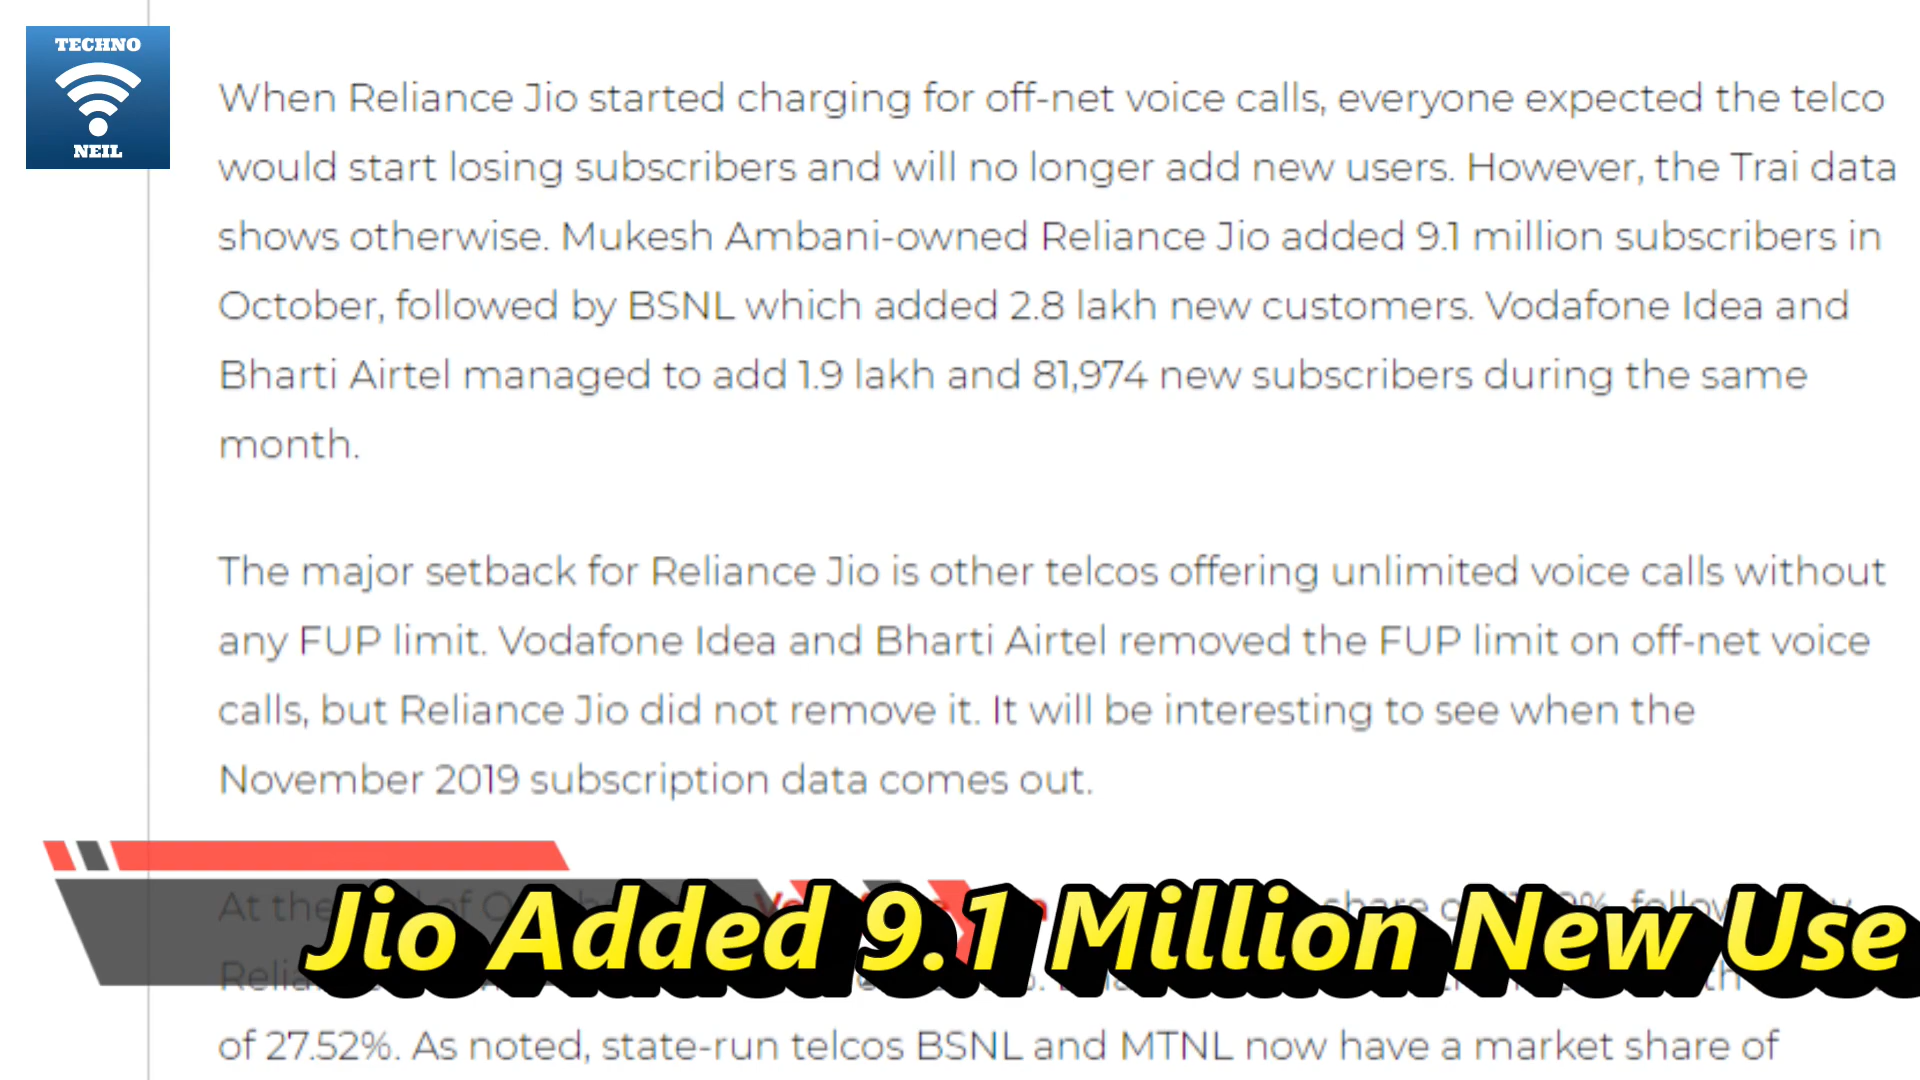 TECHNO
NEIL
When Reliance Jio started charging for off-net voice calls, everyone expected the telco
would start losing subscribers and will no longer add new users. However, the Trai data
shows otherwise. Mukesh Ambani-owned Reliance Jio added 9.1 million subscribers in
October, followed by BSNL which added 2.8 lakh new customers. Vodafone Idea and
Bharti Airtel managed to add 1.9 lakh and 81,974 new subscribers during the same
month.
The major setback for Reliance Jio is other telcos offering unlimited voice calls without
any FUP limit. Vodafone Idea and Bharti Airtel removed the FUP limit on off-net voice
calls, but Reliance Jio did not remove it. It will be interesting to see when the
November 2019 subscription data comes out.
At the of share
Jio Added 9.1 Million New Use
of 27.52%. As noted, state-run telcos BSNL and MTNL now have a market share of